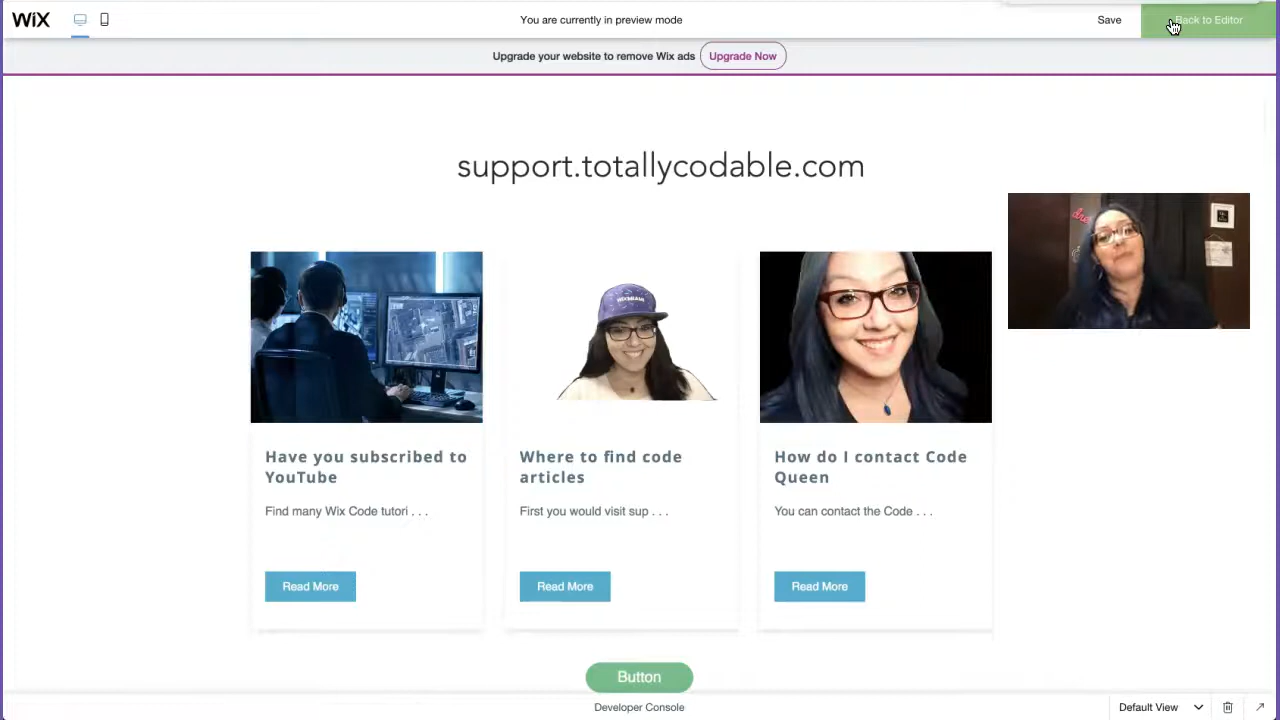 WiX
You are currently in preview mode
Save
Back to Editor
Upgrade your website to remove Wix ads
Upgrade Now
support.totallycodable.com
Have you subscribed to
YouTube
Find many Wix Code tutori . . .
Read More
Where to find code
articles
First you would visit sup . . .
Read More
How do I contact Code
Queen
You can contact the Code . . .
Read More
Button
Developer Console
Default View